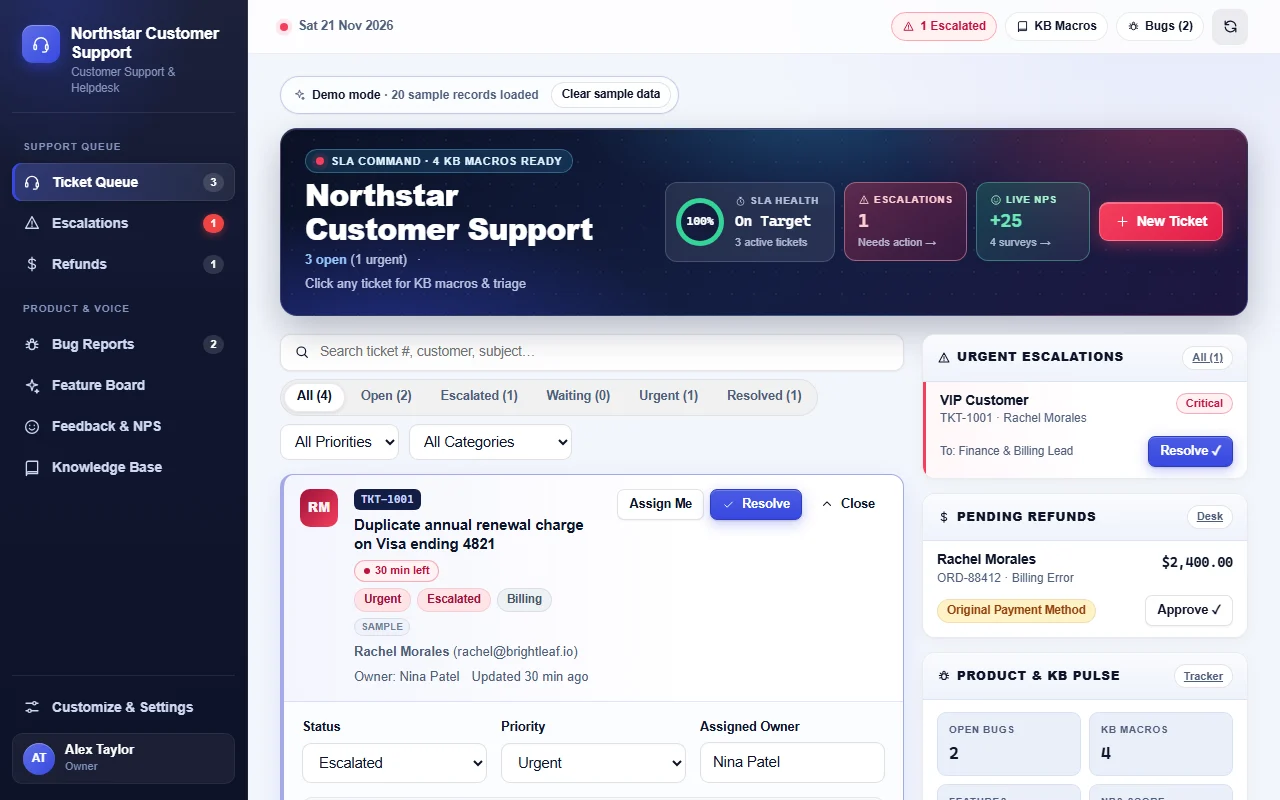 Northstar Customer
Support
Customer Support &
Helpdesk
SUPPORT QUEUE
Ticket Queue 3
Escalations 1
Refunds 1
PRODUCT & VOICE
Bug Reports 2
Feature Board
Feedback & NPS
Knowledge Base
Customize & Settings
AT
Alex Taylor
Owner
Sat 21 Nov 2026
1 Escalated
KB Macros
Bugs (2)
Demo mode · 20 sample records loaded
Clear sample data
SLA COMMAND · 4 KB MACROS READY
Northstar
Customer Support
3 open (1 urgent) ·
Click any ticket for KB macros & triage
100%
SLA HEALTH
On Target
3 active tickets
ESCALATIONS
1
Needs action →
LIVE NPS
+25
4 surveys →
New Ticket
Search ticket #, customer, subject…
All (4)
Open (2)
Escalated (1)
Waiting (0)
Urgent (1)
Resolved (1)
All Priorities
All Categories
RM
TKT-1001
Duplicate annual renewal charge
on Visa ending 4821
30 min left
Urgent
Escalated
Billing
SAMPLE
Rachel Morales (rachel@brightleaf.io)
Owner: Nina Patel Updated 30 min ago
Assign Me
✓ Resolve
Close
Status
Escalated
Priority
Urgent
Assigned Owner
Nina Patel
URGENT ESCALATIONS
All (1)
VIP Customer
TKT-1001 · Rachel Morales
Critical
To: Finance & Billing Lead
Resolve ✓
$ PENDING REFUNDS
Desk
Rachel Morales
ORD-88412 · Billing Error
$2,400.00
Original Payment Method
Approve ✓
PRODUCT & KB PULSE
Tracker
OPEN BUGS
2
KB MACROS
4